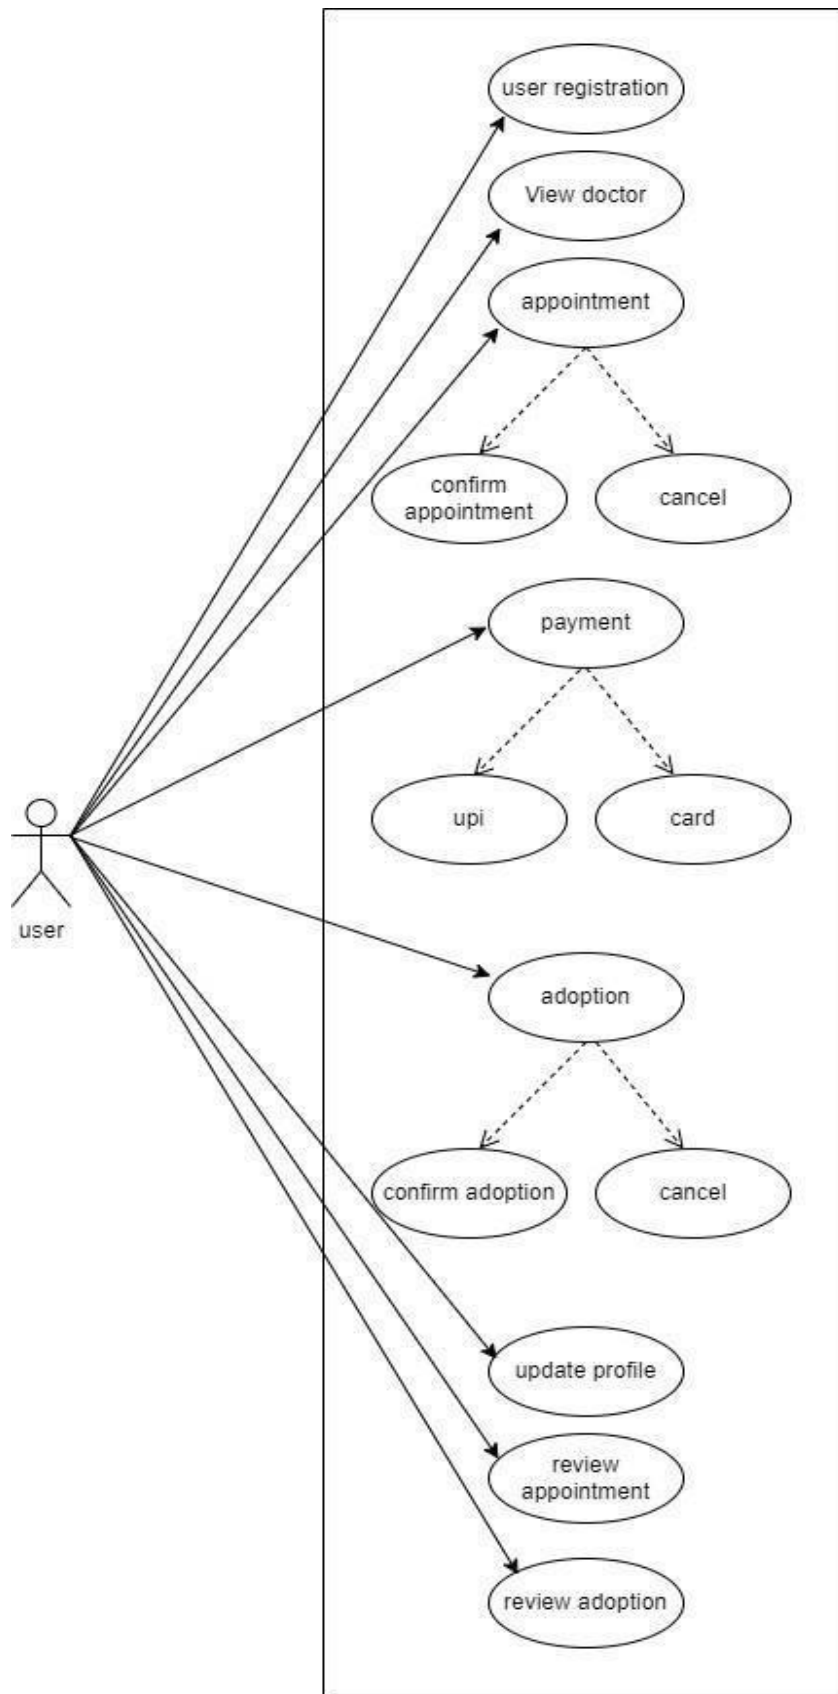 user registration
View doctor
appointment
confirm
appointment
cancel
payment
upi
card
user
adoption
confirm adoption
cancel
update profile
review
appointment
review adoption